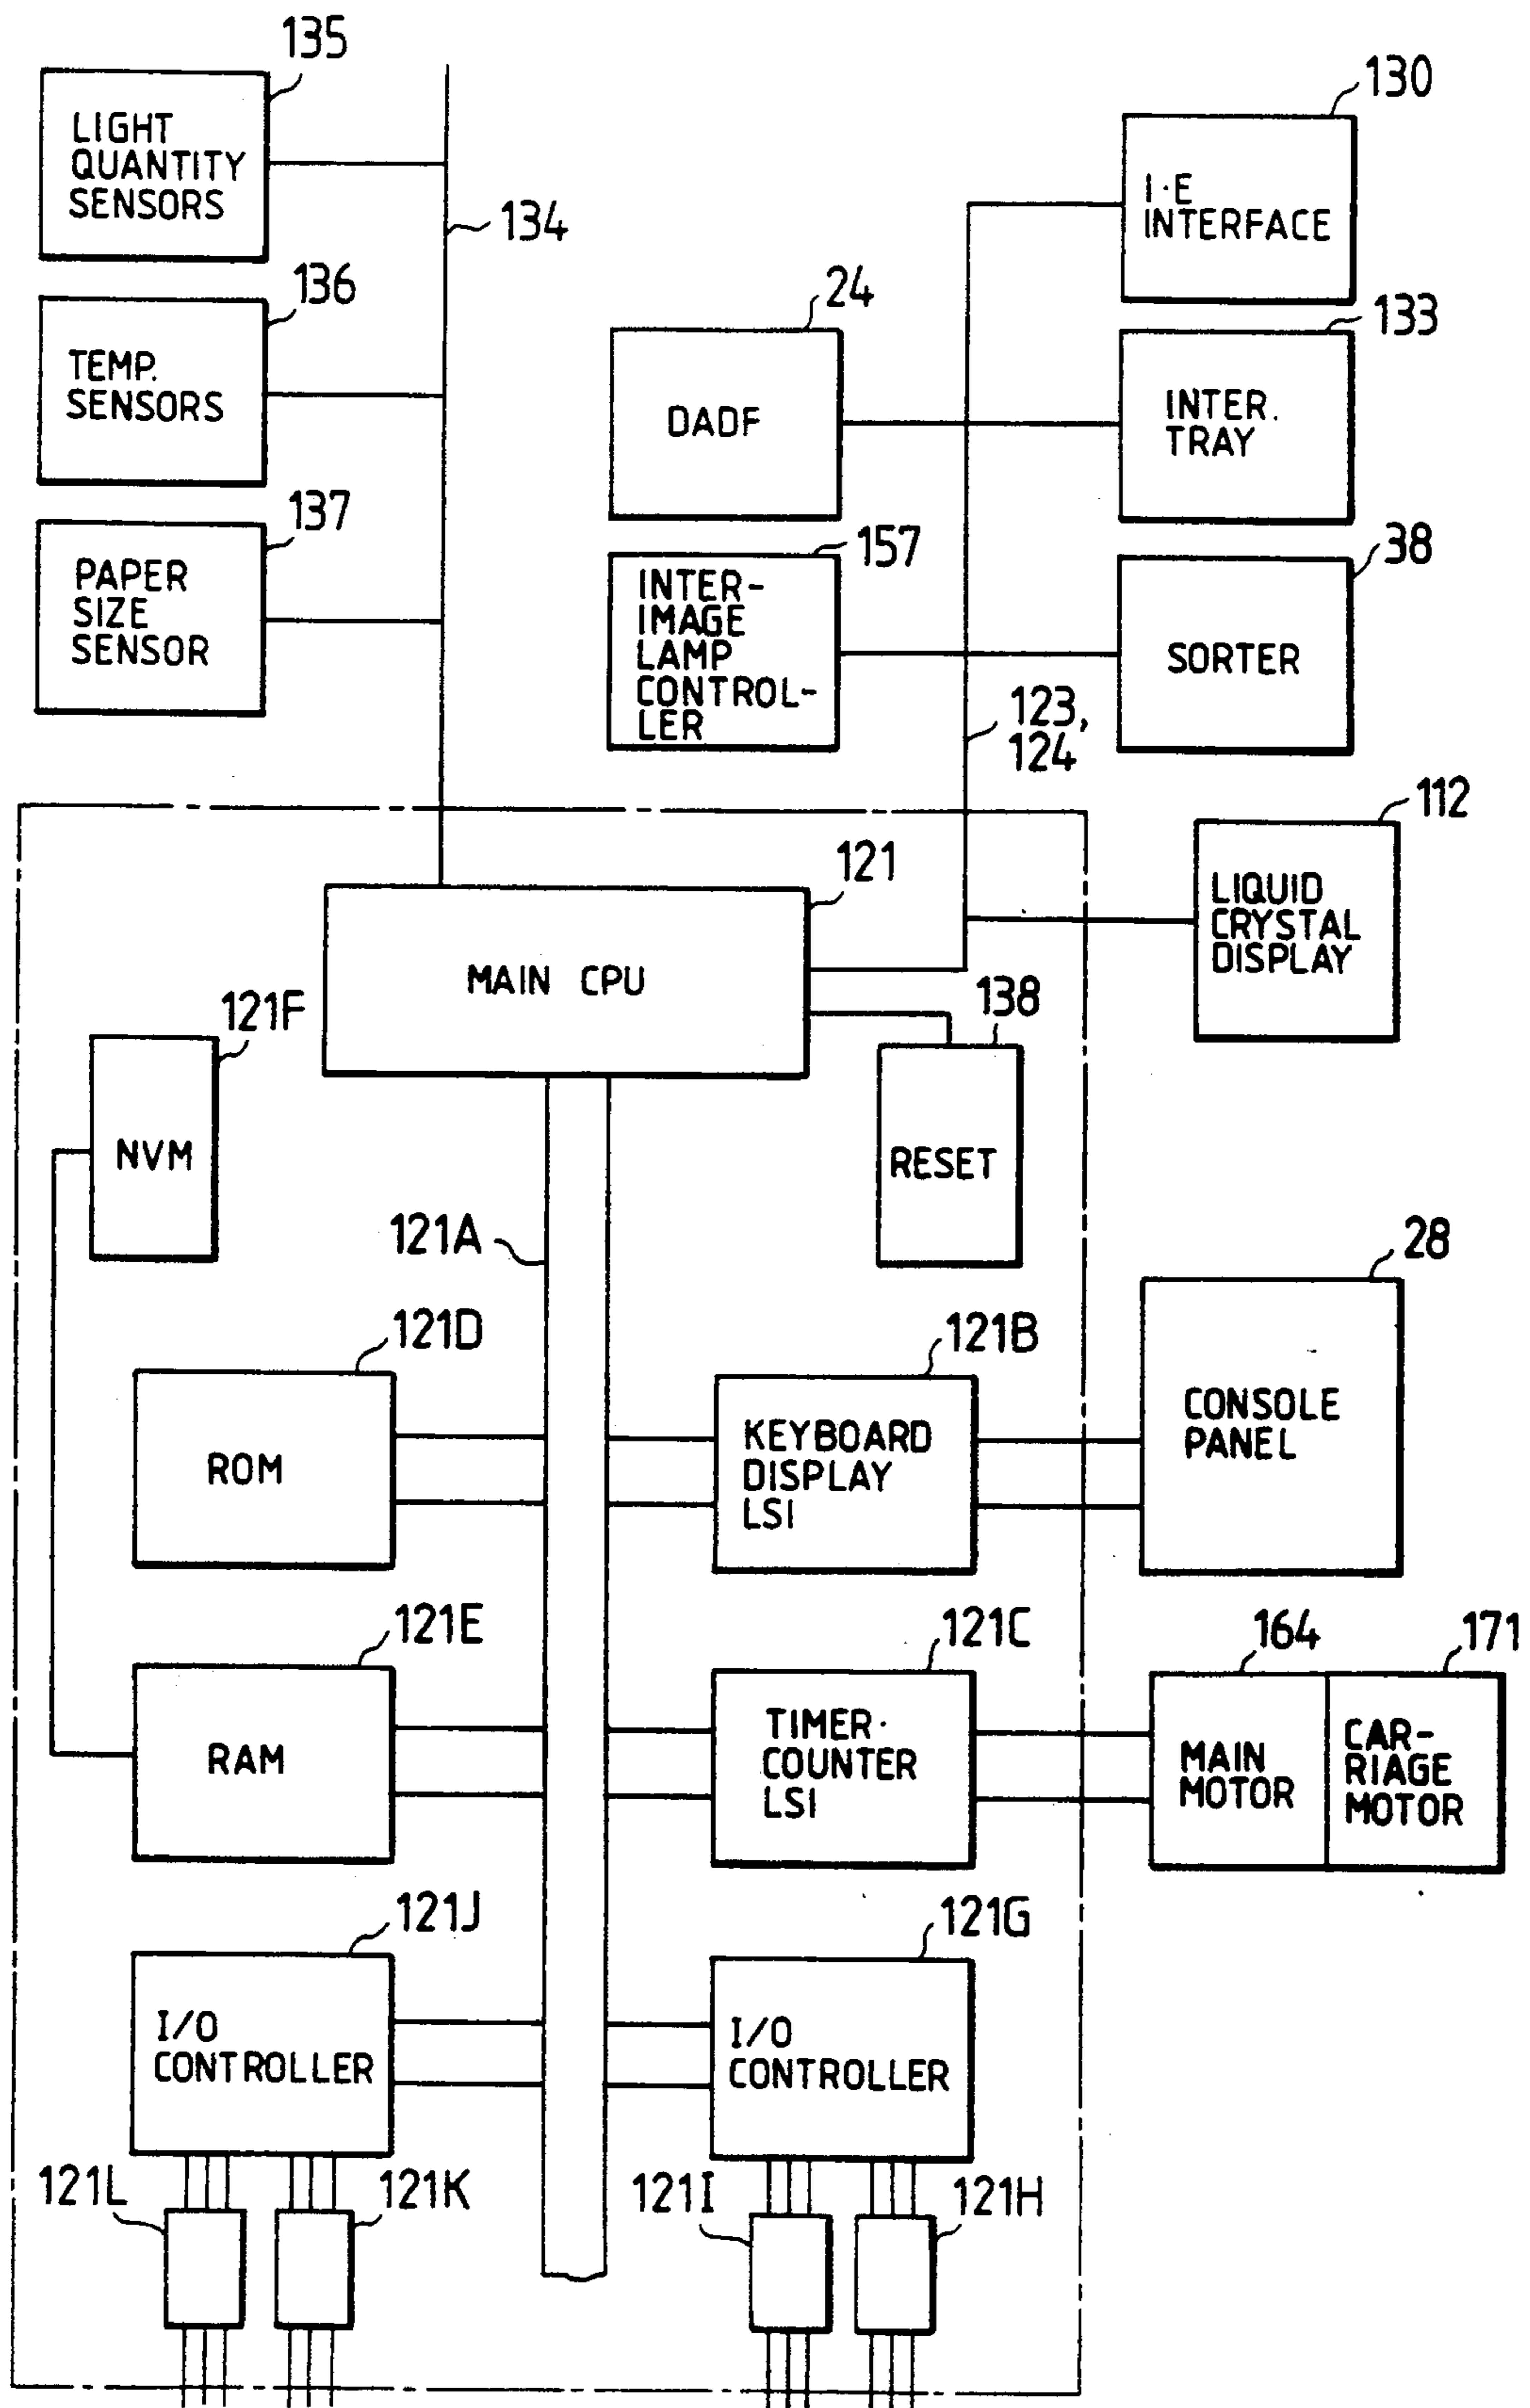 135
LIGHT
QUANTITY
SENSORS
134
136
TEMP.
SENSORS
137
PAPER
SIZE
SENSOR
130
I·E
INTERFACE
24
DADF
133
INTER.
TRAY
157
INTER-
IMAGE
LAMP
CONTROL-
LER
38
SORTER
123,
124
112
LIQUID
CRYSTAL
DISPLAY
121
MAIN CPU
138
RESET
121F
NVM
121A
28
CONSOLE
PANEL
121D
ROM
121B
KEYBOARD
DISPLAY
LSI
121E
RAM
121C
TIMER·
COUNTER
LSI
164
MAIN
MOTOR
171
CAR-
RIAGE
MOTOR
121J
I/O
CONTROLLER
121G
I/O
CONTROLLER
121L
121K
121I
121H